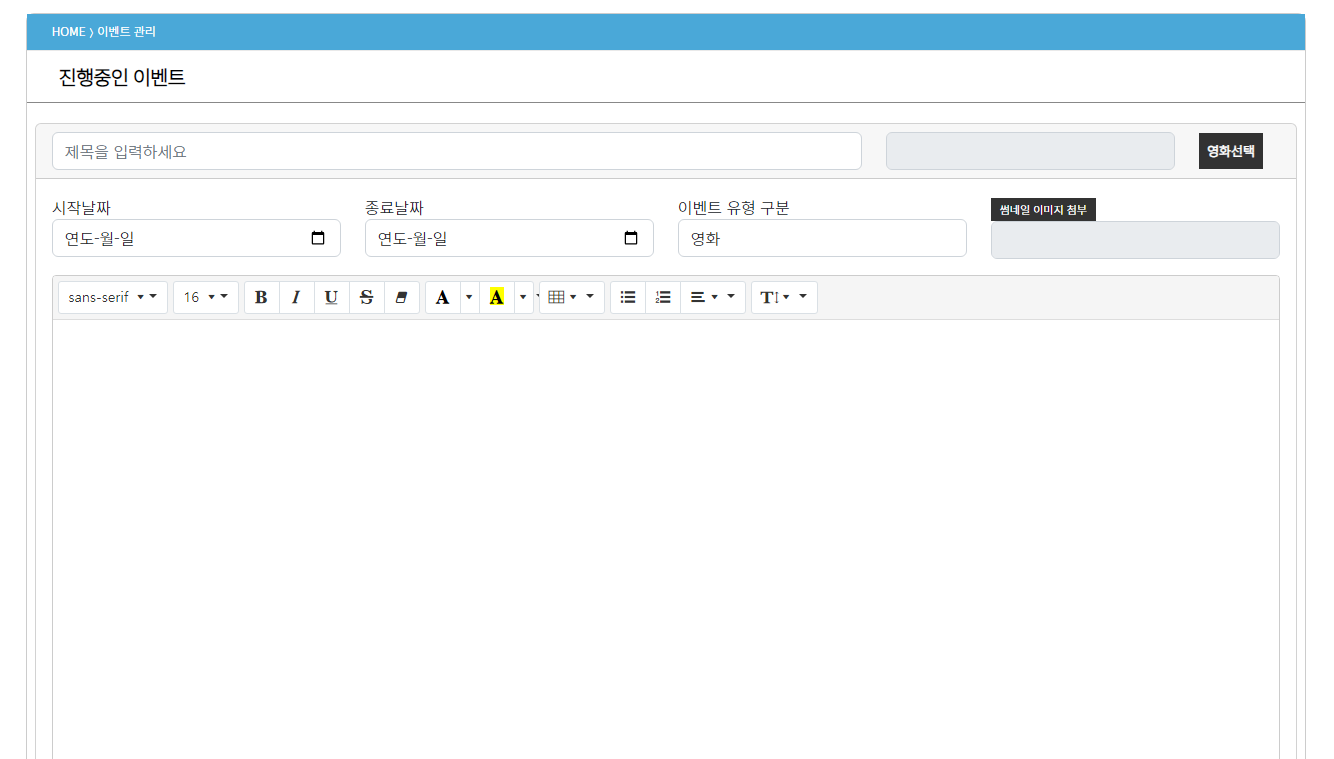 HOME 〉 이벤트 관리
진행중인 이벤트
제목을 입력하세요
영화선택
시작날짜 종료날짜 이벤트 유형 구분 썸네일 이미지 첨부
연도-월-일 연도-월-일 영화
sans-serif 16 B I U S A A T